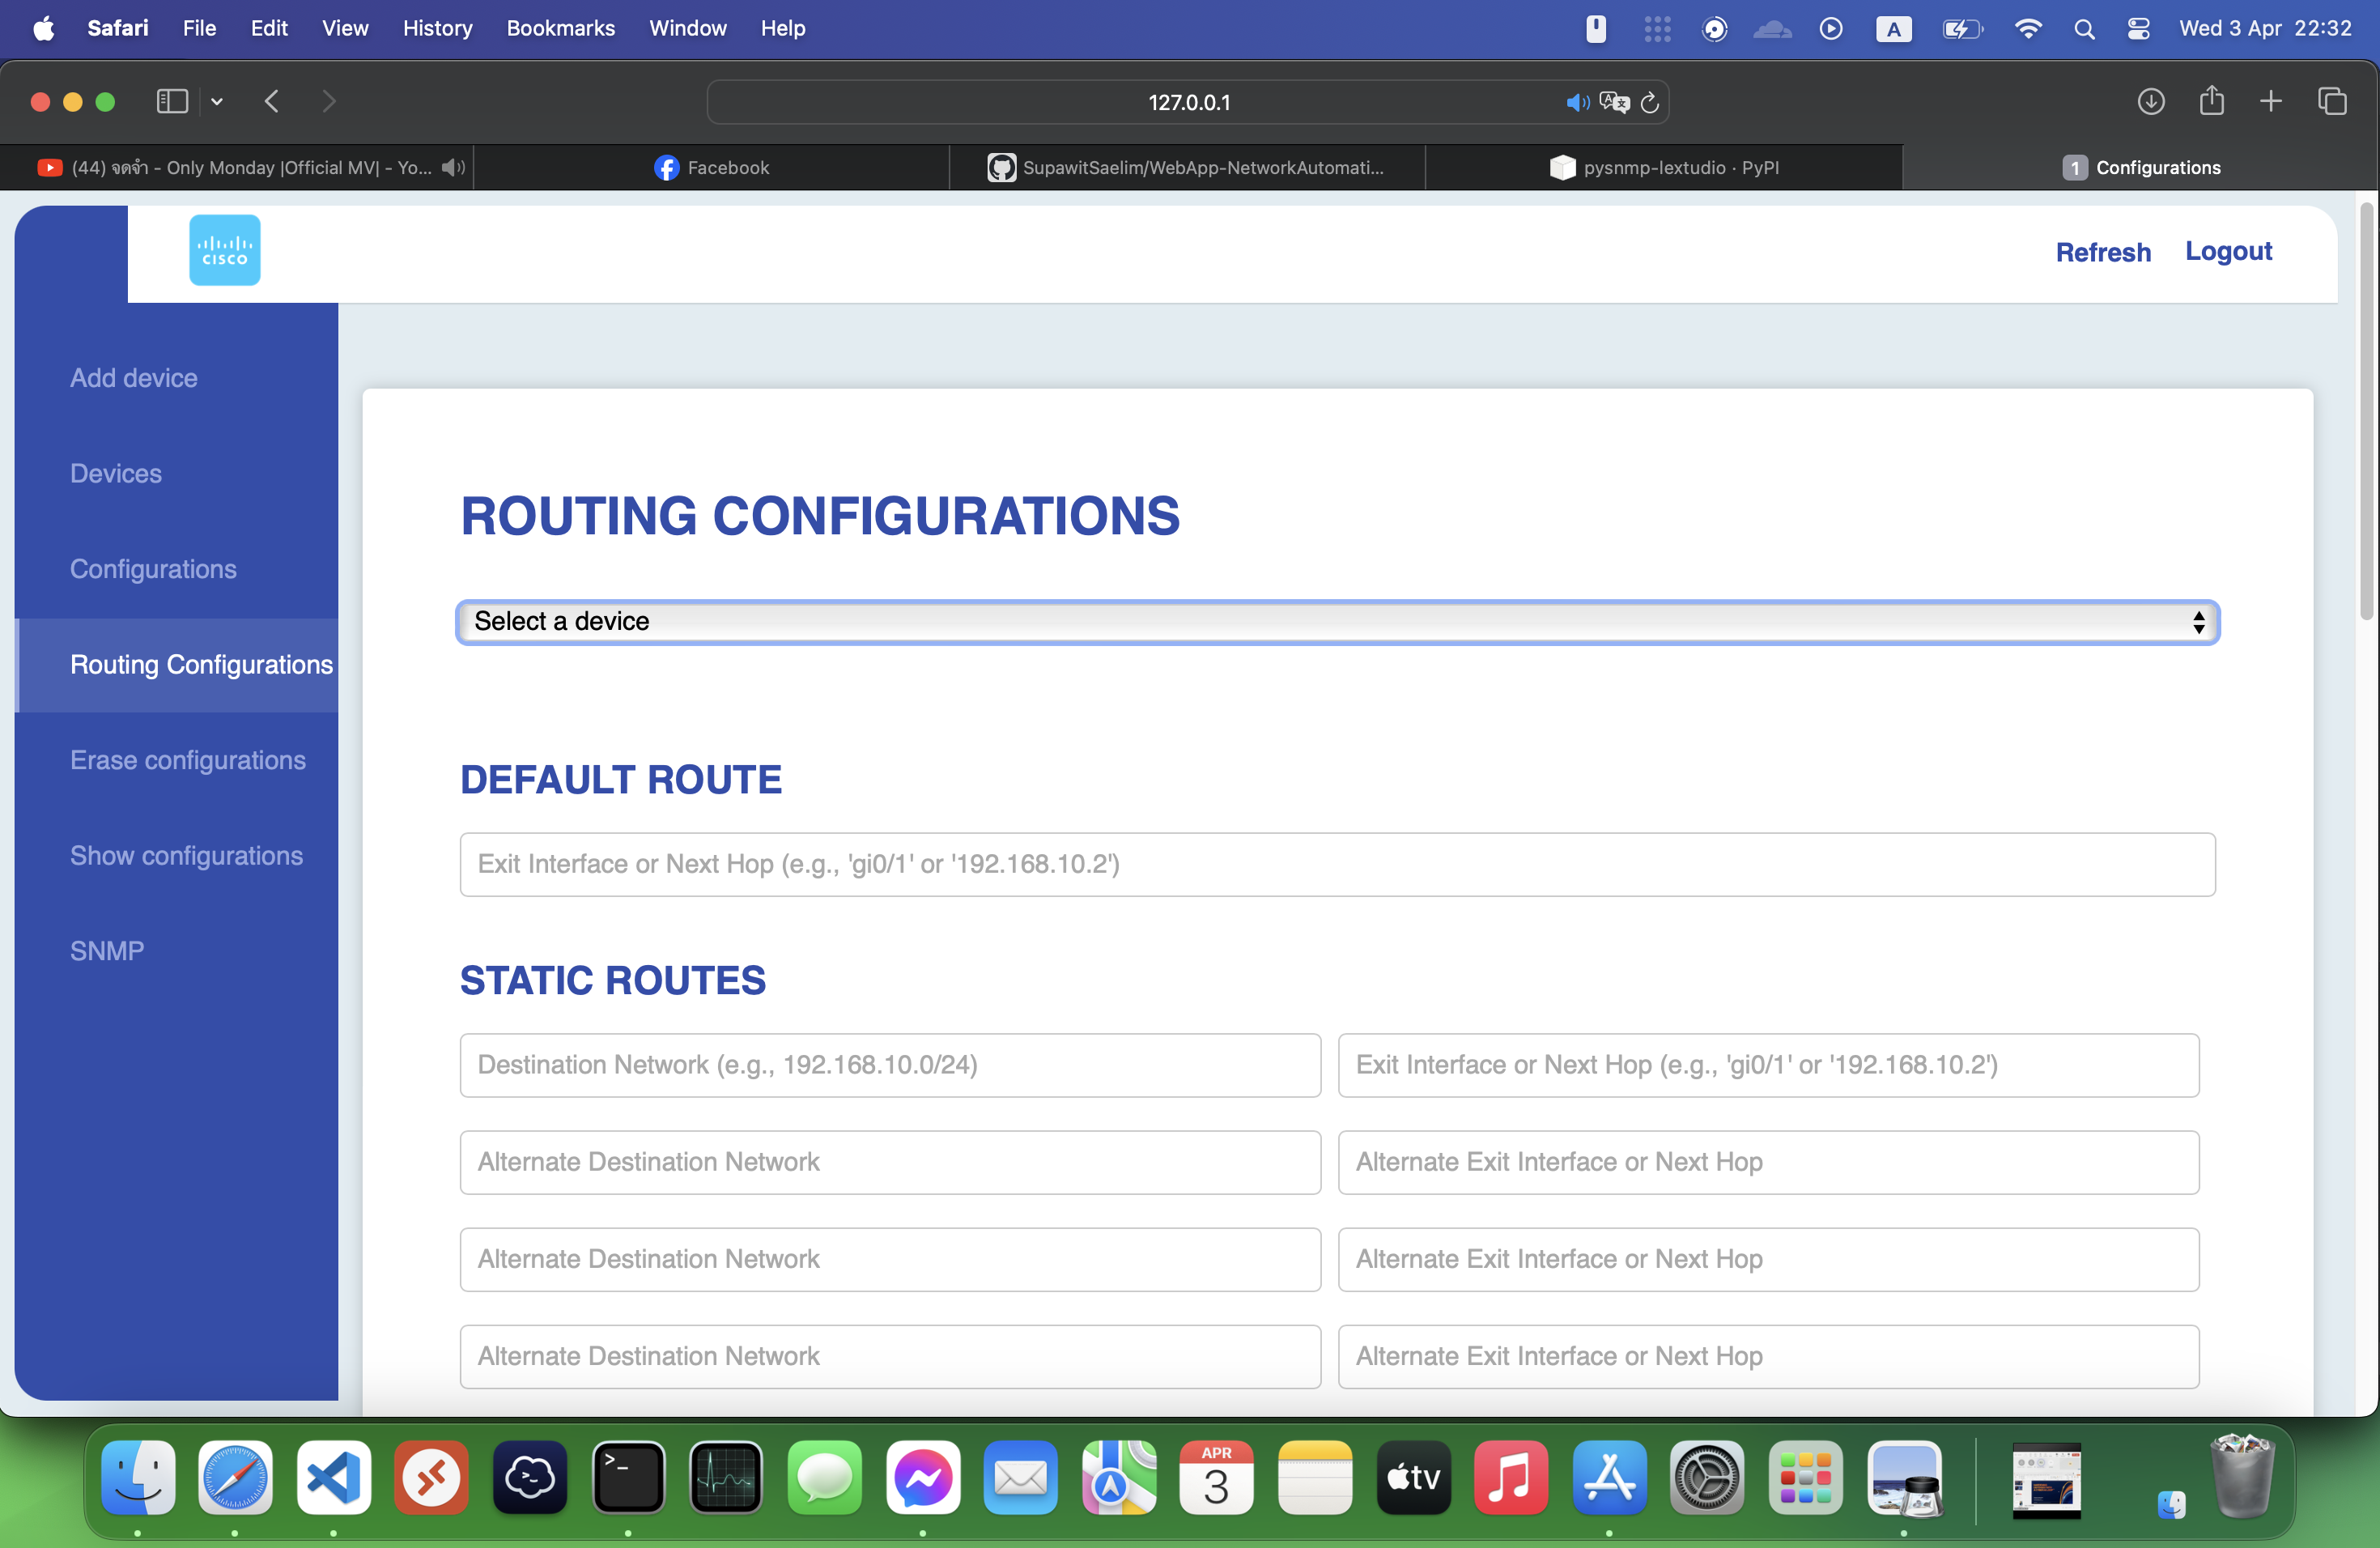 Safari File Edit View History Bookmarks Window Help A Wed 3 Apr 22:32
127.0.0.1
(44) จดจำ - Only Monday |Official MV| - Yo... Facebook SupawitSaelim/WebApp-NetworkAutomati... pysnmp-lextudio · PyPI 1 Configurations
CISCO
Refresh Logout
Add device
Devices
Configurations
Routing Configurations
Erase configurations
Show configurations
SNMP
ROUTING CONFIGURATIONS
Select a device
DEFAULT ROUTE
Exit Interface or Next Hop (e.g., 'gi0/1' or '192.168.10.2')
STATIC ROUTES
Destination Network (e.g., 192.168.10.0/24) Exit Interface or Next Hop (e.g., 'gi0/1' or '192.168.10.2')
Alternate Destination Network Alternate Exit Interface or Next Hop
Alternate Destination Network Alternate Exit Interface or Next Hop
Alternate Destination Network Alternate Exit Interface or Next Hop
APR
3
tv